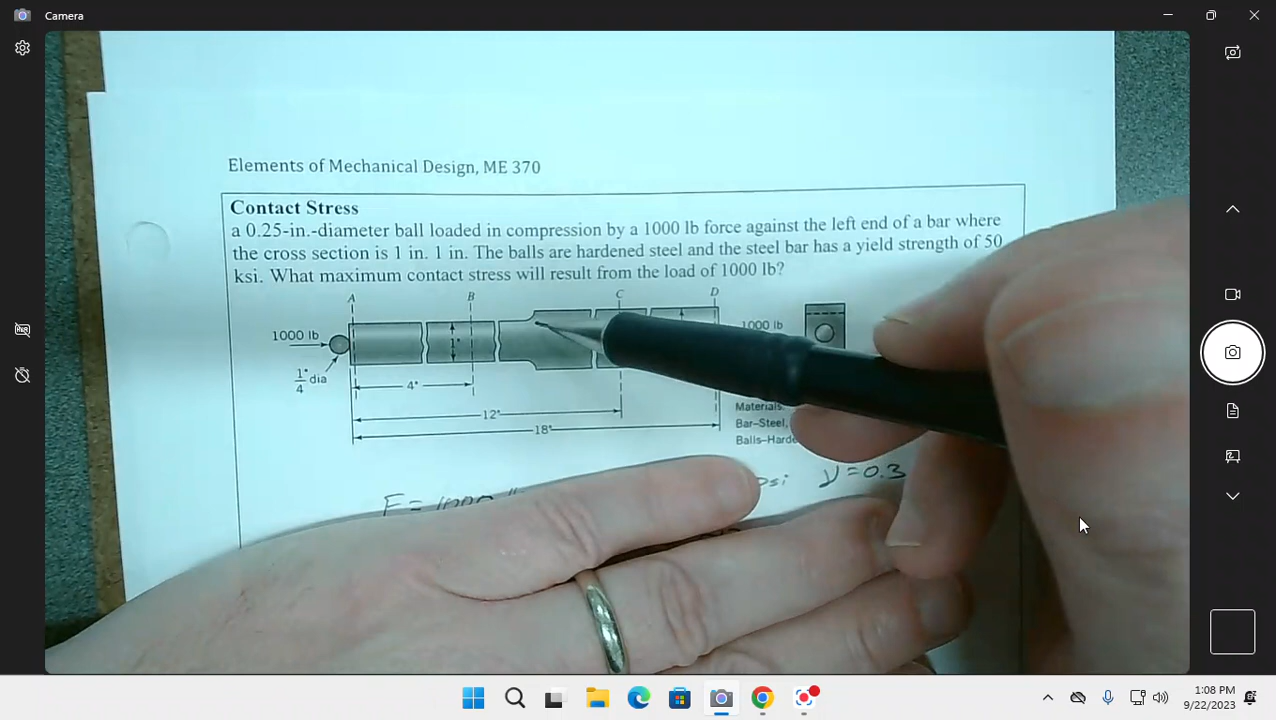 Camera
Elements of Mechanical Design, ME 370
Contact Stress
a 0.25-in.-diameter ball loaded in compression by a 1000 lb force against the left end of a bar where
the cross section is 1 in. 1 in. The balls are hardened steel and the steel bar has a yield strength of 50
ksi. What maximum contact stress will result from the load of 1000 lb?
A B C D
1000 lb
1"
1000 lb
1/4" dia
4"
12"
18"
Materials:
Bar–Steel,
Balls–Harde
F = 1000
psi ν = 0.3
1:08 PM
9/22/2023